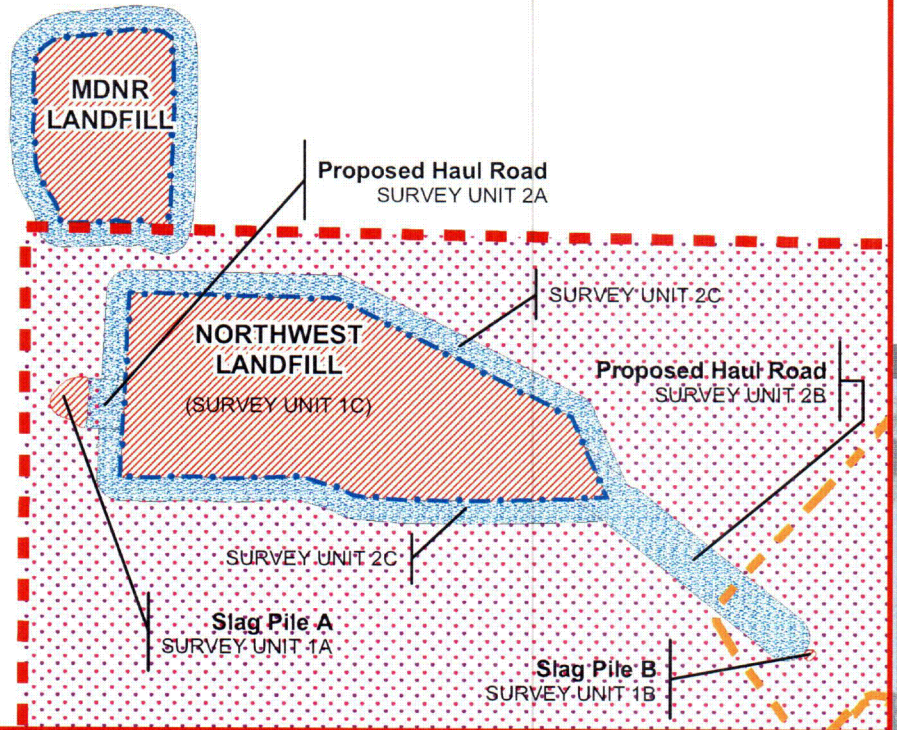 MDNR
LANDFILL
Proposed Haul Road
SURVEY UNIT 2A
SURVEY UNIT 2C
NORTHWEST
LANDFILL
(SURVEY UNIT 1C)
Proposed Haul Road
SURVEY UNIT 2B
SURVEY UNIT 2C
Slag Pile A
SURVEY UNIT 1A
Slag Pile B
SURVEY UNIT 1B